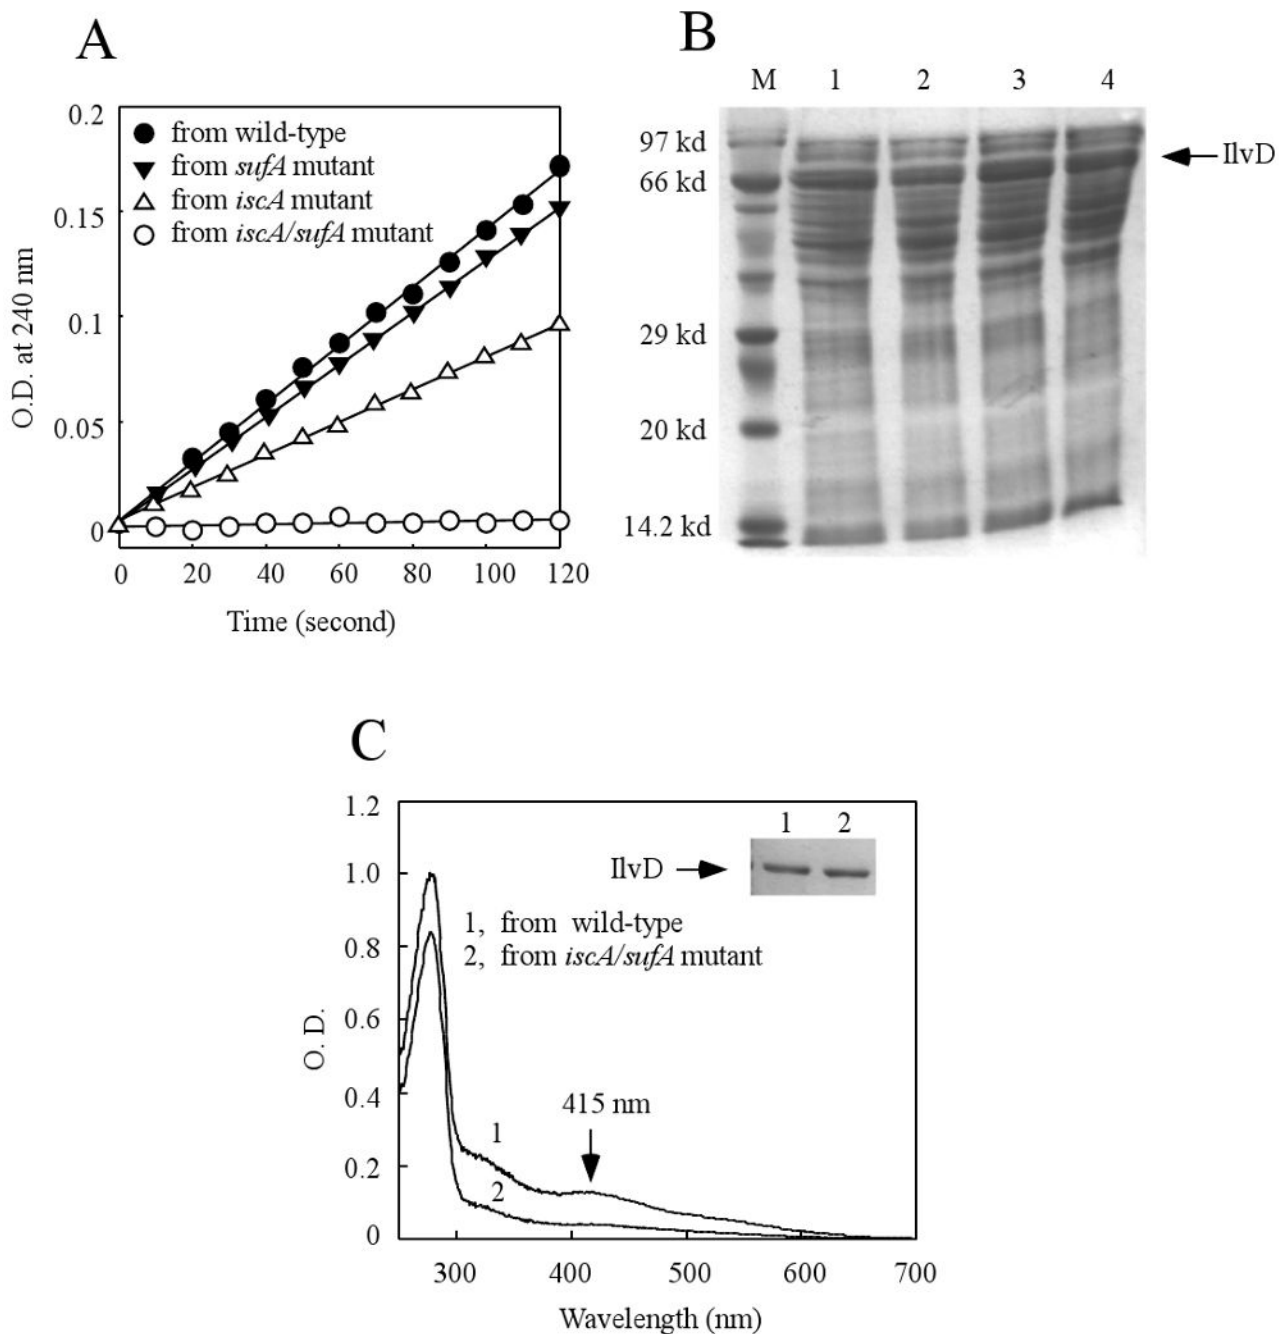 A
0.2
0.15
0.1
0.05
0
O.D. at 240 nm
from wild-type
from sufA mutant
from iscA mutant
from iscA/sufA mutant
0 20 40 60 80 100 120
Time (second)
B
M 1 2 3 4
97 kd
66 kd
29 kd
20 kd
14.2 kd
IlvD
C
1.2
1.0
0.8
0.6
0.4
0.2
0
O. D.
1 2
IlvD
1, from wild-type
2, from iscA/sufA mutant
415 nm
1
2
300 400 500 600 700
Wavelength (nm)